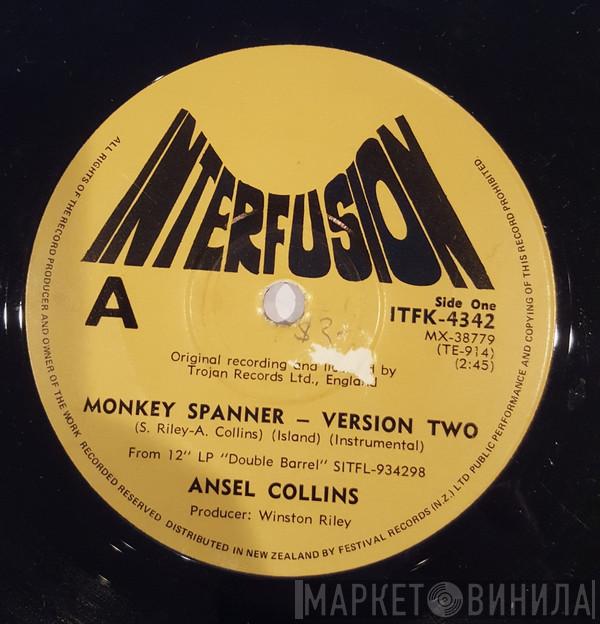 INTERFUSION
A
Side One
ITFK-4342
MX-38779
(TE-914)
(2:45)
$3-
Original recording and by
Trojan Records Ltd., England
MONKEY SPANNER – VERSION TWO
(S. Riley-A. Collins) (Island) (Instrumental)
From 12" LP "Double Barrel" SITFL-934298
ANSEL COLLINS
Producer: Winston Riley
ALL RIGHTS OF THE RECORD PRODUCER AND OWNER OF THE WORK RECORDED RESERVED DISTRIBUTED IN NEW ZEALAND BY FESTIVAL RECORDS (N.Z.) LTD PUBLIC PERFORMANCE AND COPYING OF THIS RECORD PROHIBITED.
МАРКЕТ ВИНИЛА